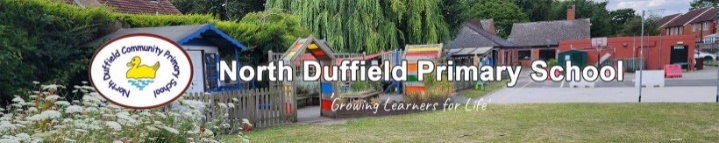 North Duffield Community Primary School
North Duffield Primary School
'Growing Learners for Life'